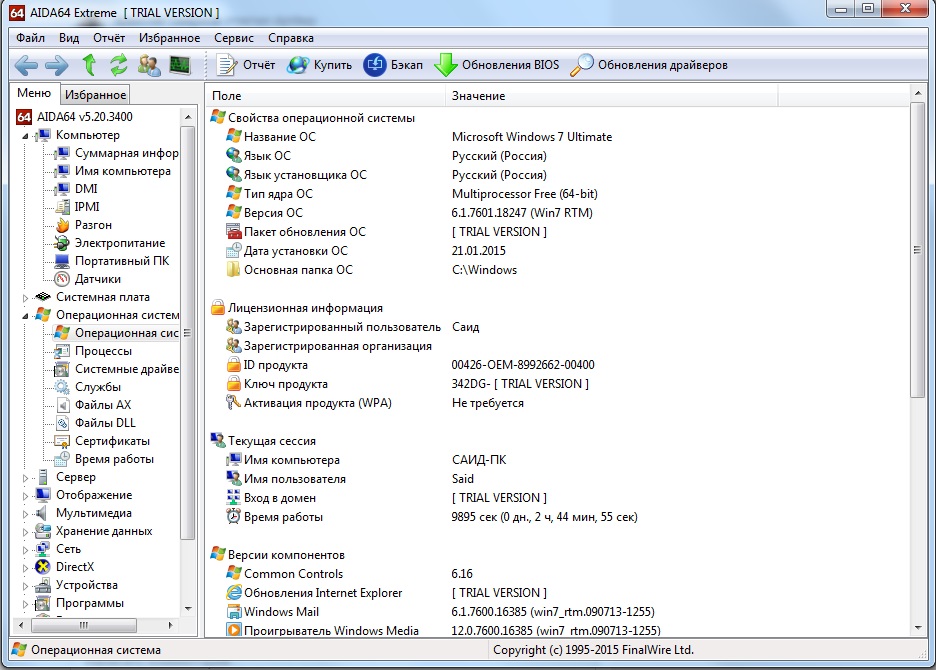 AIDA64 Extreme [ TRIAL VERSION ]
Файл Вид Отчёт Избранное Сервис Справка
Отчёт Купить Бэкап Обновления BIOS Обновления драйверов
Меню Избранное
AIDA64 v5.20.3400
Компьютер
Суммарная инфор
Имя компьютера
DMI
IPMI
Разгон
Электропитание
Портативный ПК
Датчики
Системная плата
Операционная систем
Операционная сис
Процессы
Системные драйве
Службы
Файлы AX
Файлы DLL
Сертификаты
Время работы
Сервер
Отображение
Мультимедиа
Хранение данных
Сеть
DirectX
Устройства
Программы
Поле Значение
Свойства операционной системы
Название ОС Microsoft Windows 7 Ultimate
Язык ОС Русский (Россия)
Язык установщика ОС Русский (Россия)
Тип ядра ОС Multiprocessor Free (64-bit)
Версия ОС 6.1.7601.18247 (Win7 RTM)
Пакет обновления ОС [ TRIAL VERSION ]
Дата установки ОС 21.01.2015
Основная папка ОС C:\Windows
Лицензионная информация
Зарегистрированный пользователь Саид
Зарегистрированная организация
ID продукта 00426-OEM-8992662-00400
Ключ продукта 342DG- [ TRIAL VERSION ]
Активация продукта (WPA) Не требуется
Текущая сессия
Имя компьютера САИД-ПК
Имя пользователя Said
Вход в домен [ TRIAL VERSION ]
Время работы 9895 сек (0 дн., 2 ч, 44 мин, 55 сек)
Версии компонентов
Common Controls 6.16
Обновления Internet Explorer [ TRIAL VERSION ]
Windows Mail 6.1.7600.16385 (win7_rtm.090713-1255)
Проигрыватель Windows Media 12.0.7600.16385 (win7_rtm.090713-1255)
Операционная система Copyright (c) 1995-2015 FinalWire Ltd.